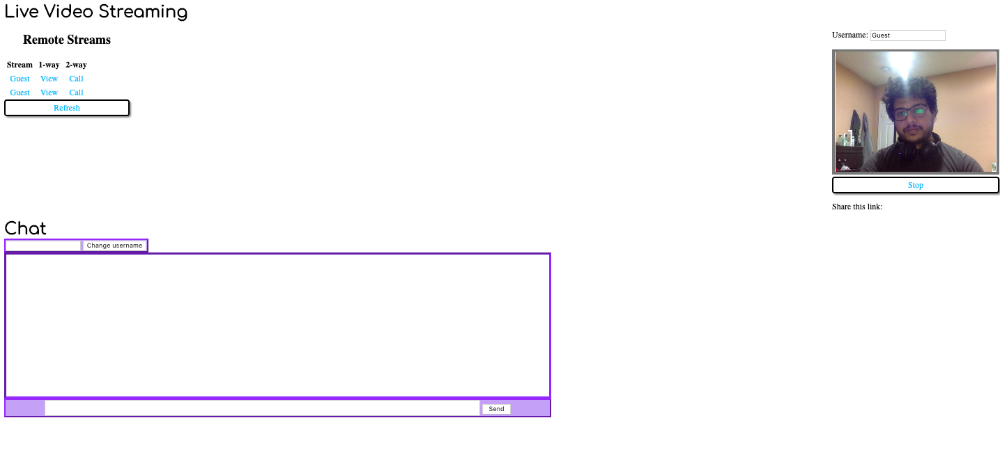 Live Video Streaming
Remote Streams
Stream 1-way 2-way
Guest View Call
Guest View Call
Refresh
Username: Guest
Stop
Share this link:
Chat
Change username
Send